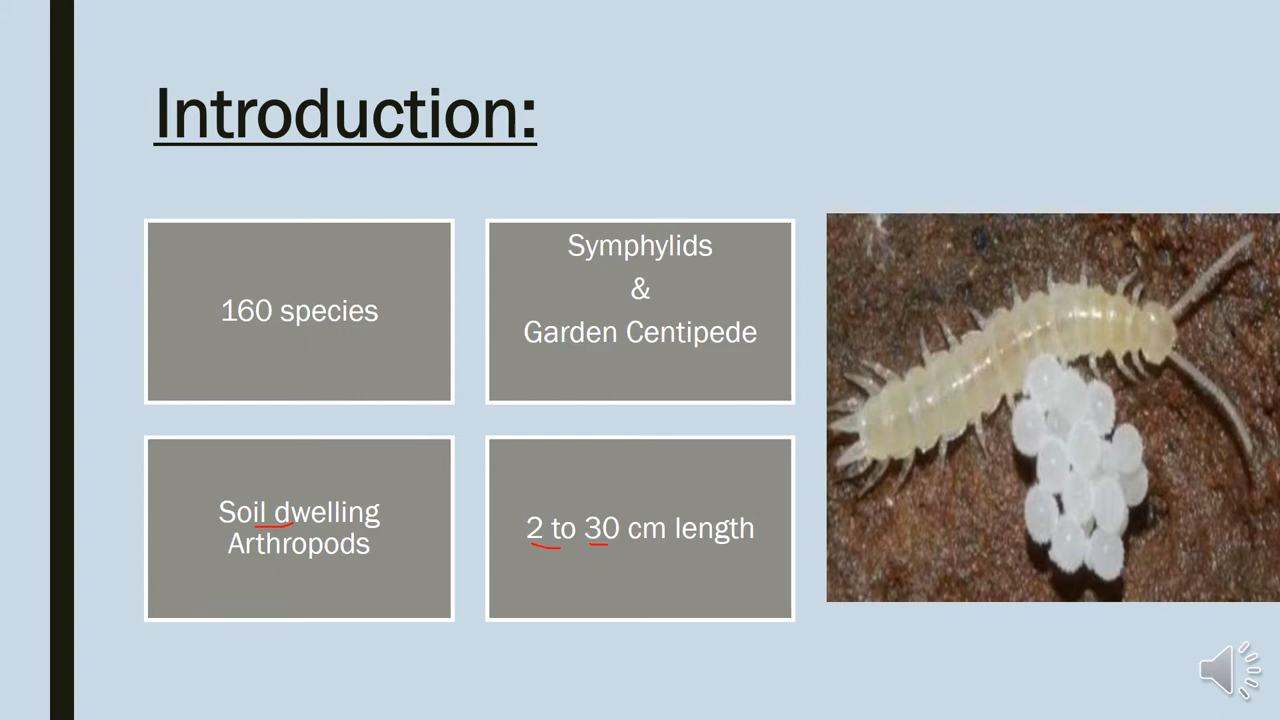 Introduction:
160 species
Symphylids
&
Garden Centipede
Soil dwelling
Arthropods
2 to 30 cm length